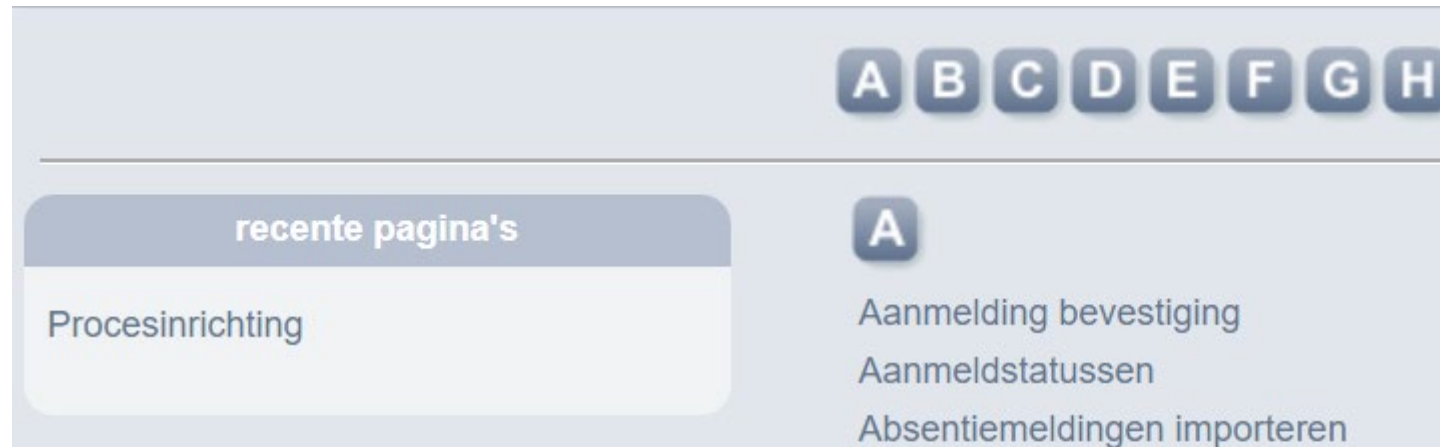 A B C D E F G H
recente pagina's
Procesinrichting
A
Aanmelding bevestiging
Aanmeldstatussen
Absentiemeldingen importeren